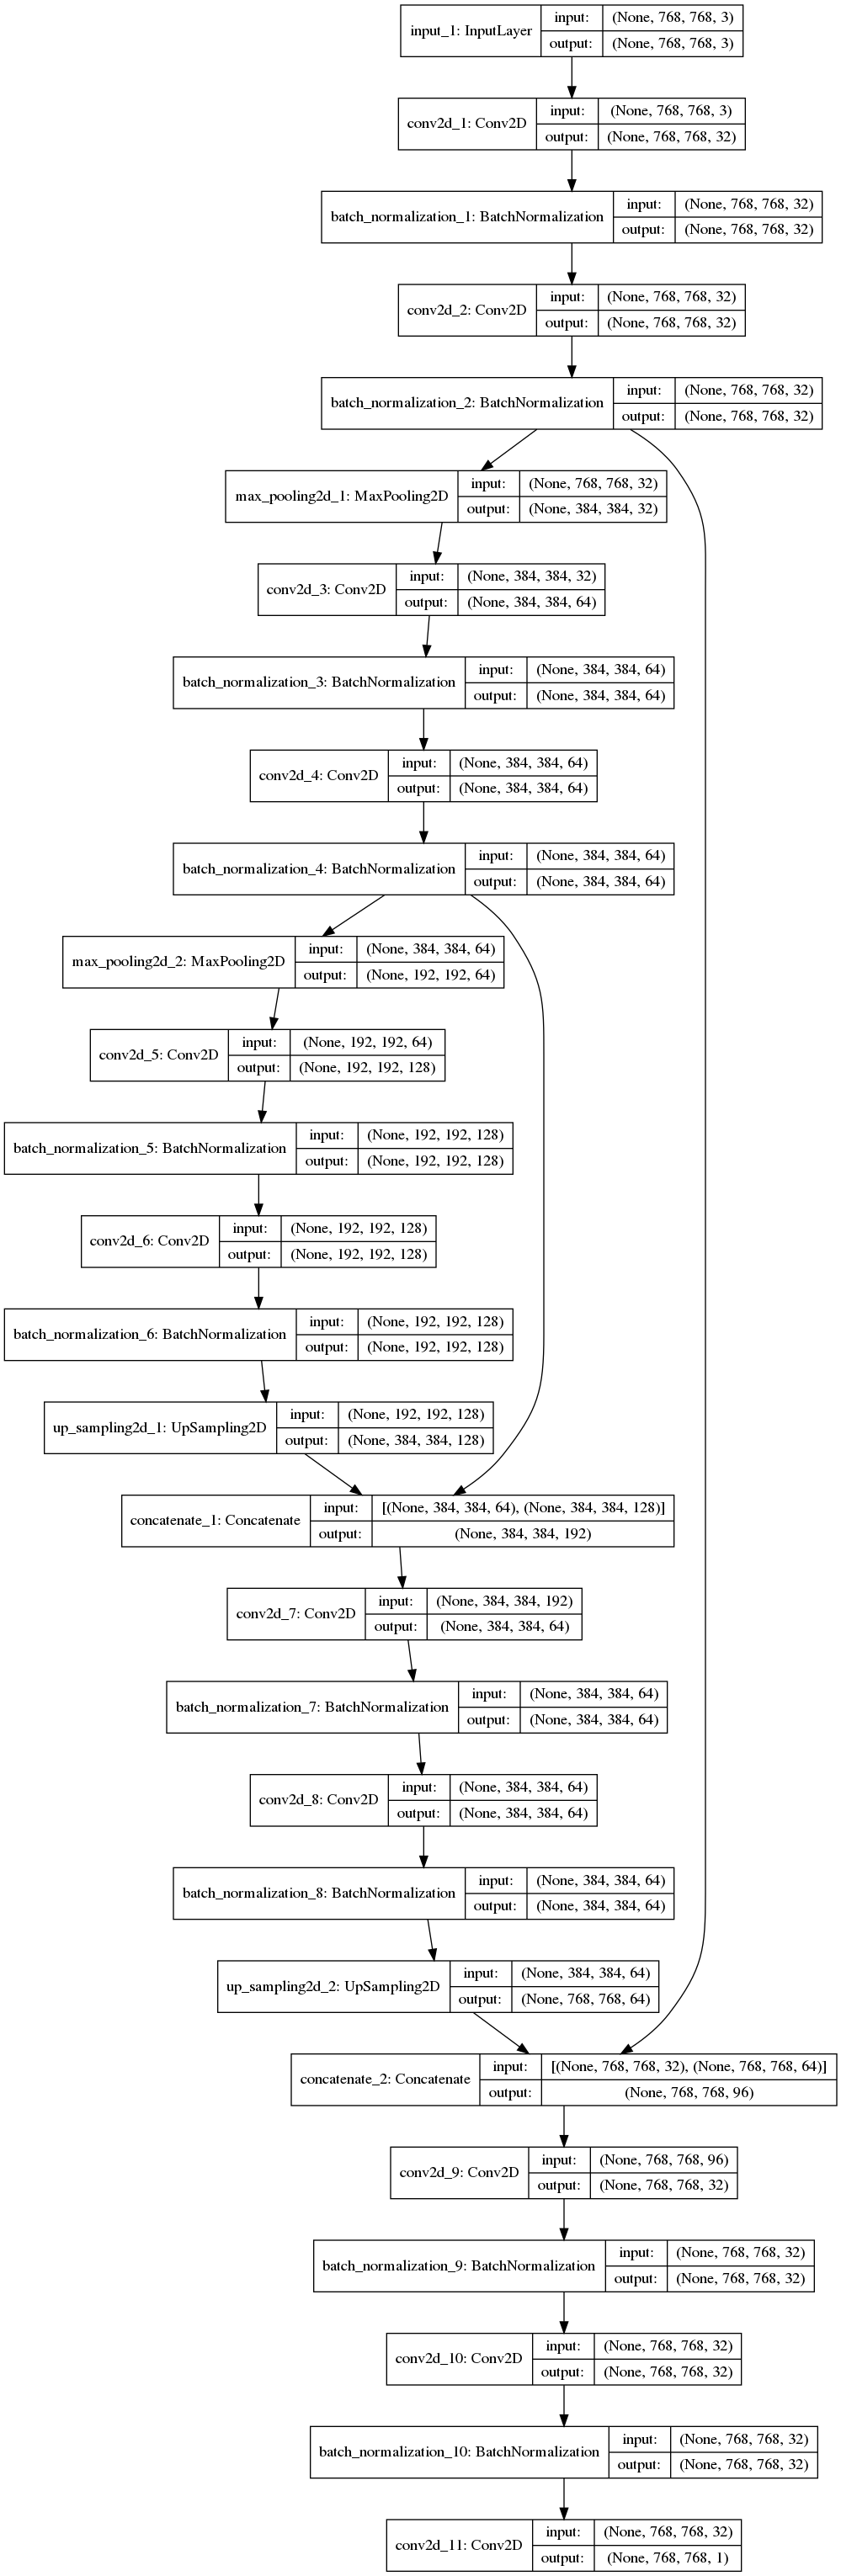 input_1: InputLayer
input: (None, 768, 768, 3)
output: (None, 768, 768, 3)
conv2d_1: Conv2D
input: (None, 768, 768, 3)
output: (None, 768, 768, 32)
batch_normalization_1: BatchNormalization
input: (None, 768, 768, 32)
output: (None, 768, 768, 32)
conv2d_2: Conv2D
input: (None, 768, 768, 32)
output: (None, 768, 768, 32)
batch_normalization_2: BatchNormalization
input: (None, 768, 768, 32)
output: (None, 768, 768, 32)
max_pooling2d_1: MaxPooling2D
input: (None, 768, 768, 32)
output: (None, 384, 384, 32)
conv2d_3: Conv2D
input: (None, 384, 384, 32)
output: (None, 384, 384, 64)
batch_normalization_3: BatchNormalization
input: (None, 384, 384, 64)
output: (None, 384, 384, 64)
conv2d_4: Conv2D
input: (None, 384, 384, 64)
output: (None, 384, 384, 64)
batch_normalization_4: BatchNormalization
input: (None, 384, 384, 64)
output: (None, 384, 384, 64)
max_pooling2d_2: MaxPooling2D
input: (None, 384, 384, 64)
output: (None, 192, 192, 64)
conv2d_5: Conv2D
input: (None, 192, 192, 64)
output: (None, 192, 192, 128)
batch_normalization_5: BatchNormalization
input: (None, 192, 192, 128)
output: (None, 192, 192, 128)
conv2d_6: Conv2D
input: (None, 192, 192, 128)
output: (None, 192, 192, 128)
batch_normalization_6: BatchNormalization
input: (None, 192, 192, 128)
output: (None, 192, 192, 128)
up_sampling2d_1: UpSampling2D
input: (None, 192, 192, 128)
output: (None, 384, 384, 128)
concatenate_1: Concatenate
input: [(None, 384, 384, 64), (None, 384, 384, 128)]
output: (None, 384, 384, 192)
conv2d_7: Conv2D
input: (None, 384, 384, 192)
output: (None, 384, 384, 64)
batch_normalization_7: BatchNormalization
input: (None, 384, 384, 64)
output: (None, 384, 384, 64)
conv2d_8: Conv2D
input: (None, 384, 384, 64)
output: (None, 384, 384, 64)
batch_normalization_8: BatchNormalization
input: (None, 384, 384, 64)
output: (None, 384, 384, 64)
up_sampling2d_2: UpSampling2D
input: (None, 384, 384, 64)
output: (None, 768, 768, 64)
concatenate_2: Concatenate
input: [(None, 768, 768, 32), (None, 768, 768, 64)]
output: (None, 768, 768, 96)
conv2d_9: Conv2D
input: (None, 768, 768, 96)
output: (None, 768, 768, 32)
batch_normalization_9: BatchNormalization
input: (None, 768, 768, 32)
output: (None, 768, 768, 32)
conv2d_10: Conv2D
input: (None, 768, 768, 32)
output: (None, 768, 768, 32)
batch_normalization_10: BatchNormalization
input: (None, 768, 768, 32)
output: (None, 768, 768, 32)
conv2d_11: Conv2D
input: (None, 768, 768, 32)
output: (None, 768, 768, 1)